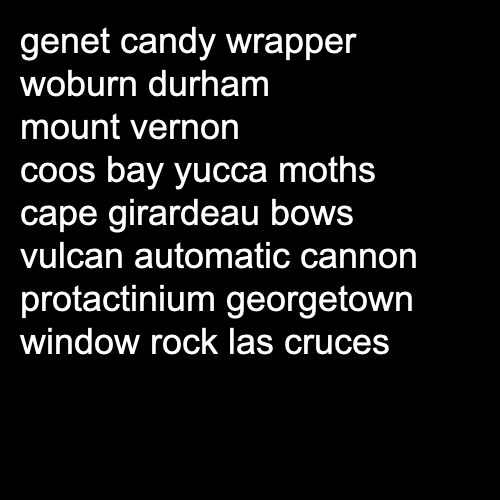 genet candy wrapper
woburn durham
mount vernon
coos bay yucca moths
cape girardeau bows
vulcan automatic cannon
protactinium georgetown
window rock las cruces